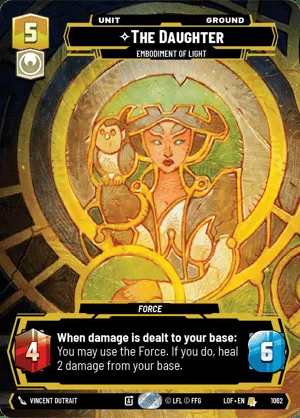 UNIT GROUND
5
✧THE DAUGHTER
EMBODIMENT OF LIGHT
FORCE
When damage is dealt to your base:
You may use the Force. If you do, heal
2 damage from your base.
4
6
VINCENT DUTRAIT © LFL © FFG LOF • EN 1062